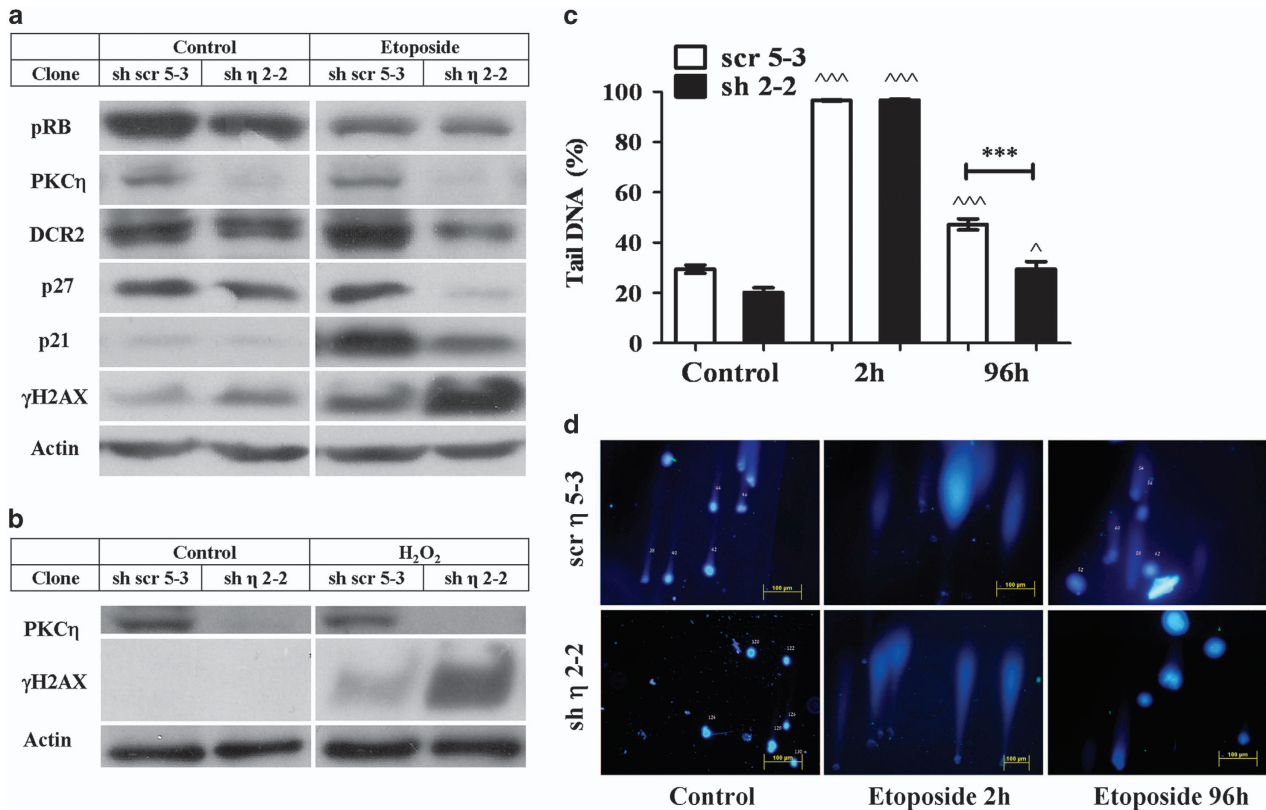 a
Control Etoposide
Clone sh scr 5-3 sh η 2-2 sh scr 5-3 sh η 2-2
pRB
PKCη
DCR2
p27
p21
γH2AX
Actin
b
Control H2O2
Clone sh scr 5-3 sh η 2-2 sh scr 5-3 sh η 2-2
PKCη
γH2AX
Actin
c
scr 5-3
sh 2-2
Tail DNA (%)
100
80
60
40
20
0
^^^ ^^^
***
^^^
^
Control 2h 96h
d
scr η 5-3
100 µm
100 µm
100 µm
sh η 2-2
100 µm
100 µm
100 µm
Control Etoposide 2h Etoposide 96h